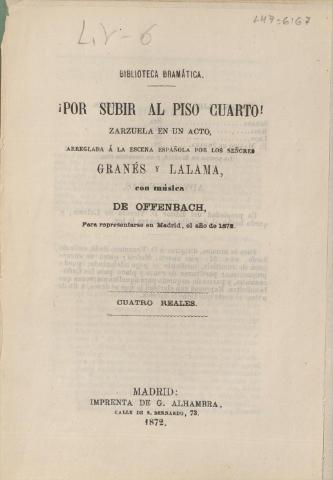 LIV-6
L47=6167
BIBLIOTECA DRAMÁTICA.
¡POR SUBIR AL PISO CUARTO!
ZARZUELA EN UN ACTO,
ARREGLADA Á LA ESCENA ESPAÑOLA POR LOS SEÑORES
GRANÉS Y LALAMA,
con música
DE OFFENBACH,
Para representarse en Madrid, el año de 1872.
CUATRO REALES.
MADRID:
IMPRENTA DE G. ALHAMBRA,
CALLE DE S. BERNARDO, 73.
1872.